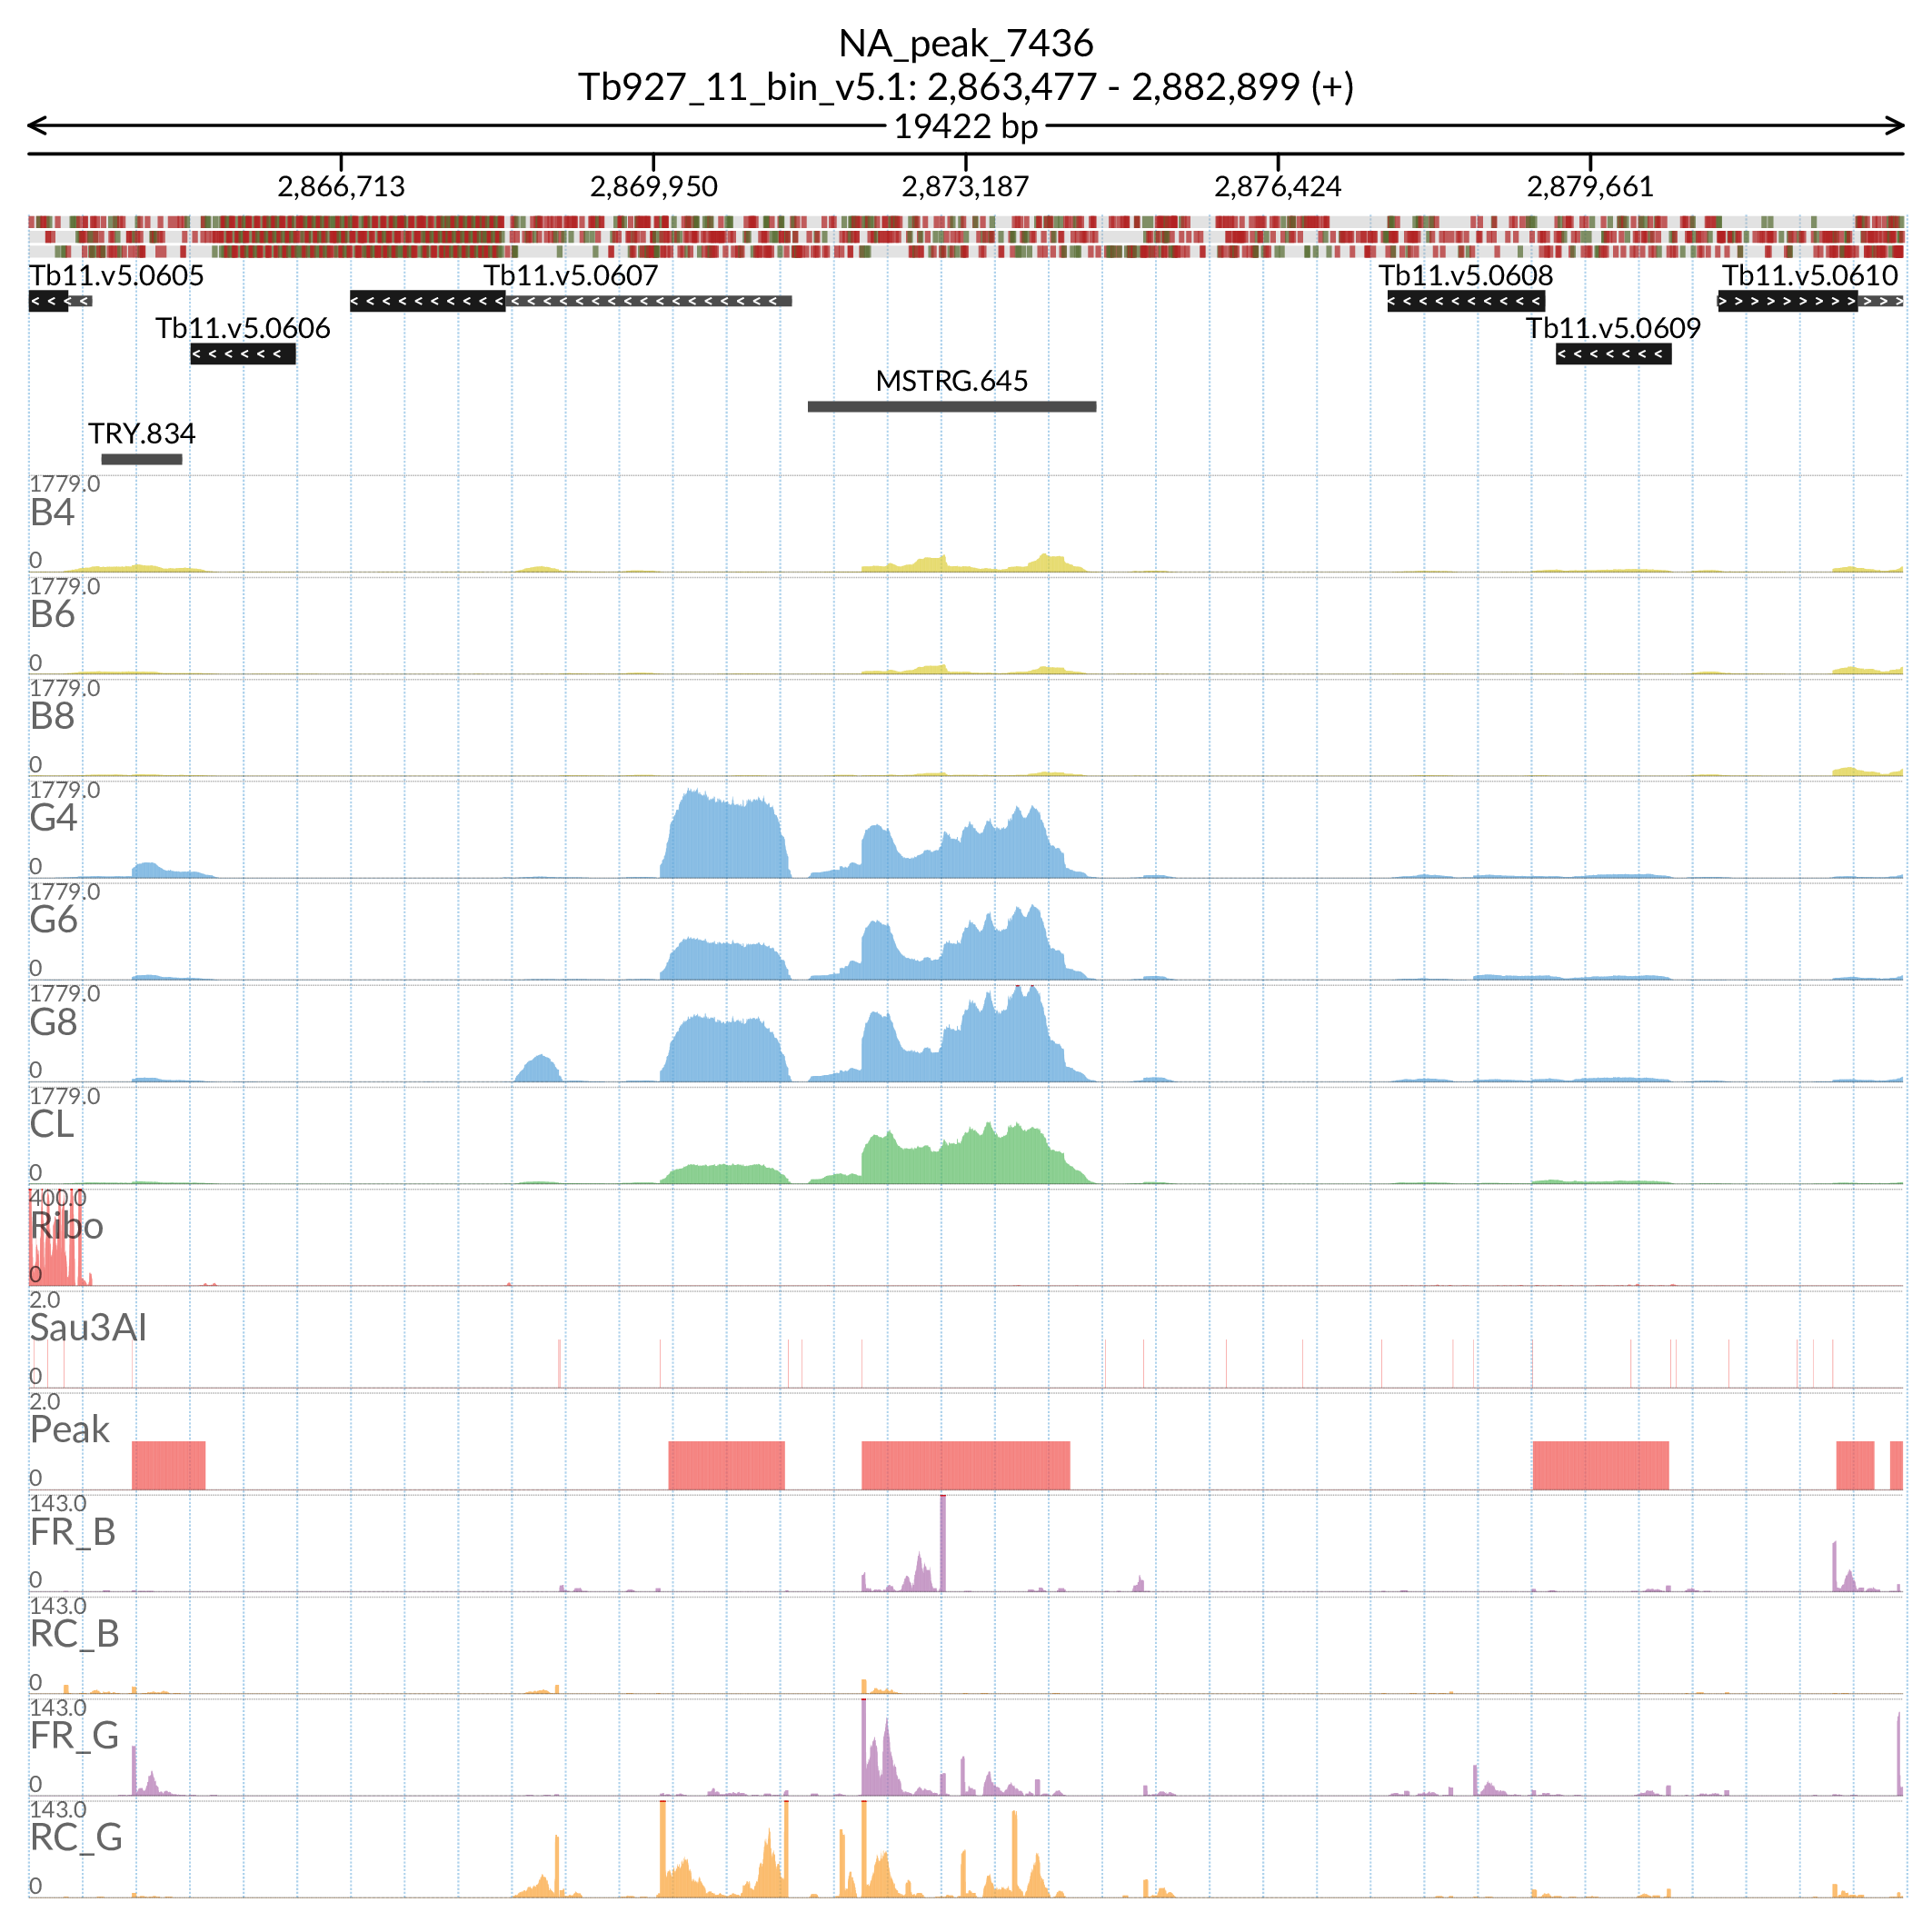 NA_peak_7436
Tb927_11_bin_v5.1: 2,863,477 - 2,882,899 (+)
19422 bp
2,866,713 2,869,950 2,873,187 2,876,424 2,879,661
Tb11.v5.0605 Tb11.v5.0607 Tb11.v5.0608 Tb11.v5.0610
Tb11.v5.0606 Tb11.v5.0609
MSTRG.645
TRY.834
1779.0
B4
0
1779.0
B6
0
1779.0
B8
0
1779.0
G4
0
1779.0
G6
0
1779.0
G8
0
1779.0
CL
0
400.0
Ribo
0
2.0
Sau3AI
0
2.0
Peak
0
143.0
FR_B
0
143.0
RC_B
0
143.0
FR_G
0
143.0
RC_G
0